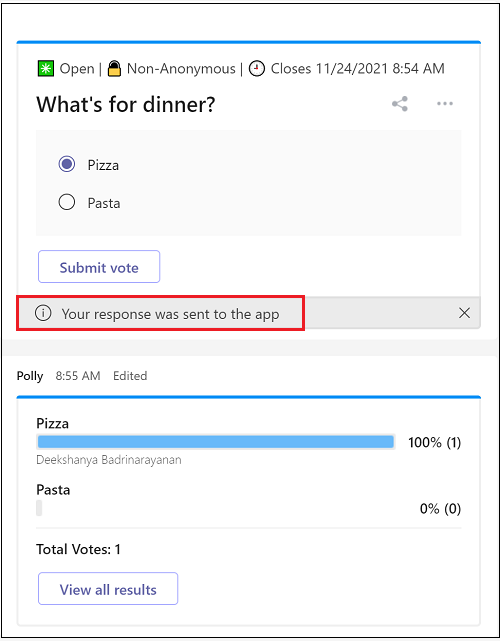 Open | Non-Anonymous | Closes 11/24/2021 8:54 AM
What's for dinner?
Pizza
Pasta
Submit vote
Your response was sent to the app
Polly 8:55 AM Edited
Pizza
100% (1)
Deekshanya Badrinarayanan
Pasta
0% (0)
Total Votes: 1
View all results